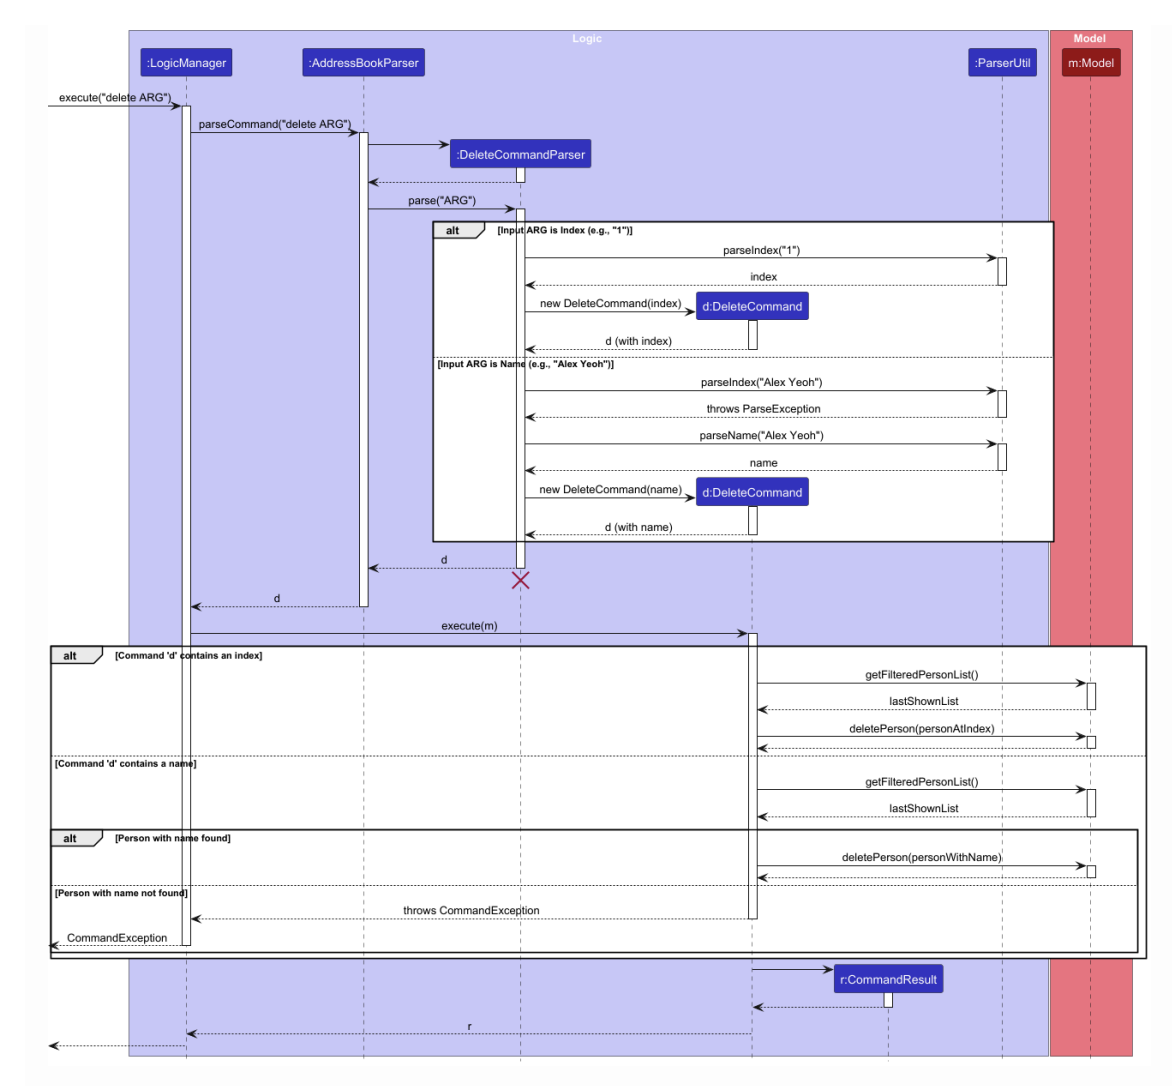 Logic
Model
:LogicManager
:AddressBookParser
:ParserUtil
m:Model
execute("delete ARG")
parseCommand("delete ARG")
:DeleteCommandParser
parse("ARG")
alt
[Input ARG is Index (e.g., "1")]
parseIndex("1")
index
new DeleteCommand(index)
d:DeleteCommand
d (with index)
[Input ARG is Name (e.g., "Alex Yeoh")]
parseIndex("Alex Yeoh")
throws ParseException
parseName("Alex Yeoh")
name
new DeleteCommand(name)
d:DeleteCommand
d (with name)
d
d
execute(m)
alt
[Command 'd' contains an index]
getFilteredPersonList()
lastShownList
deletePerson(personAtIndex)
[Command 'd' contains a name]
getFilteredPersonList()
lastShownList
alt
[Person with name found]
deletePerson(personWithName)
[Person with name not found]
throws CommandException
CommandException
r:CommandResult
r